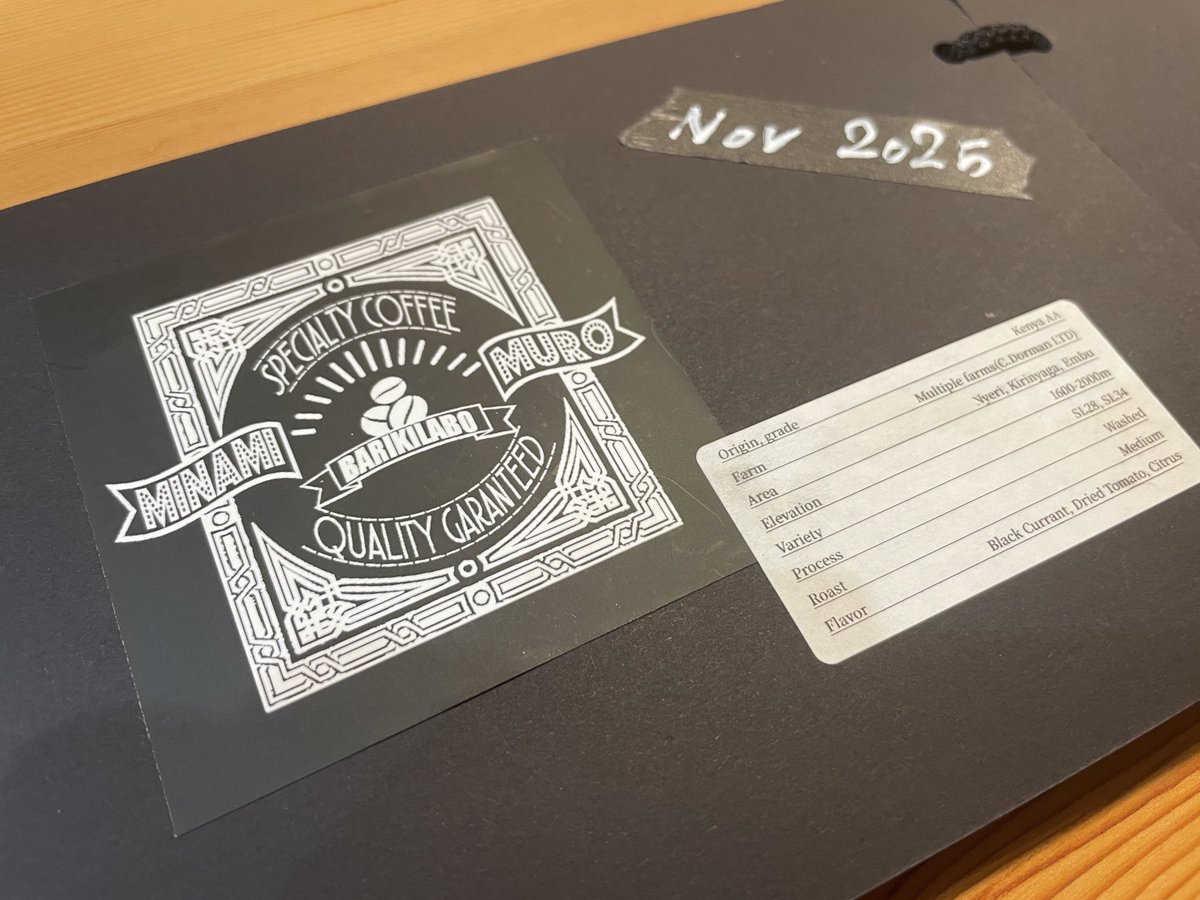 Nov 2025
SPECIALTY COFFEE
MINAMI
MURO
BARIKILABO
QUALITY GARANTEED
Origin, grade Kenya AA
Farm Multiple farms(C.Dorman LTD)
Area Nyeri, Kirinyaga, Embu
Elevation 1600-2000m
Variety SL28, SL34
Process Washed
Roast Medium
Flavor Black Currant, Dried Tomato, Citrus